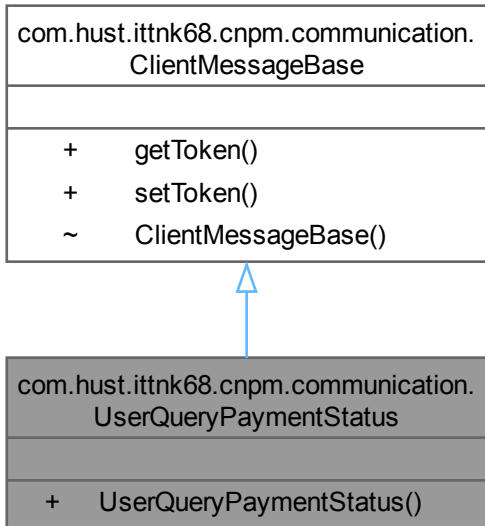 com.hust.ittnk68.cnpm.communication.
ClientMessageBase
+ getToken()
+ setToken()
~ ClientMessageBase()
com.hust.ittnk68.cnpm.communication.
UserQueryPaymentStatus
+ UserQueryPaymentStatus()